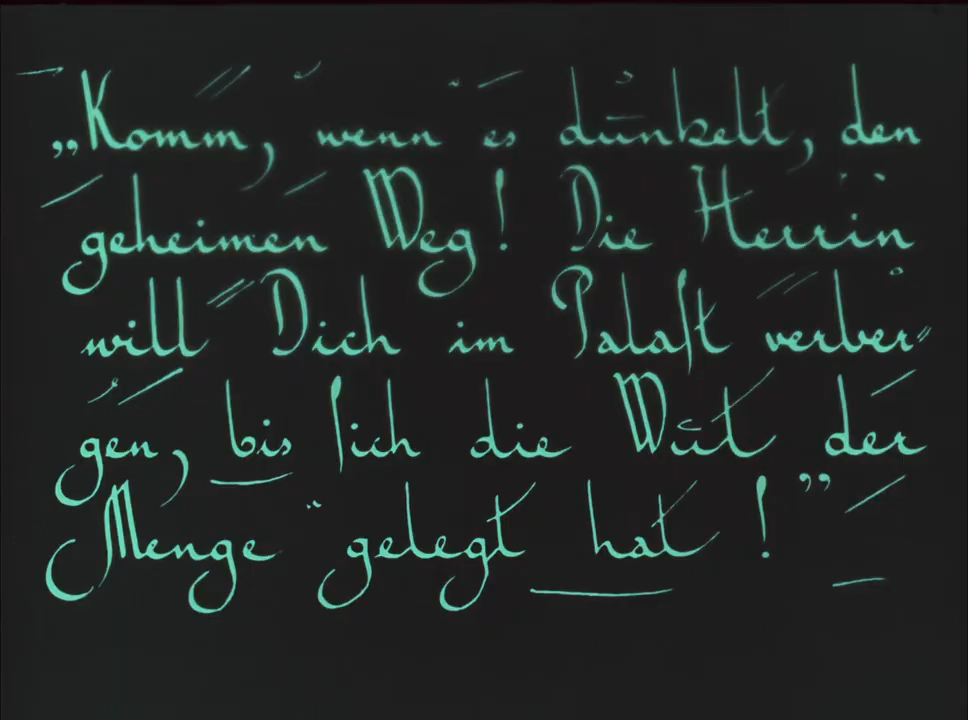 „Komm, wenn es dunkelt, den
geheimen Weg! Die Herrin
will Dich im Palaſt verber-
gen, bis ſich die Wut der
Menge gelegt hat!”